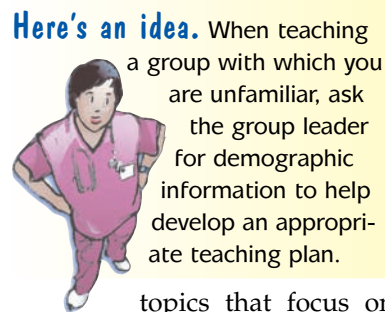 Here's an idea. When teaching
a group with which you
are unfamiliar, ask
the group leader
for demographic
information to help
develop an appropri-
ate teaching plan.
topics that focus on